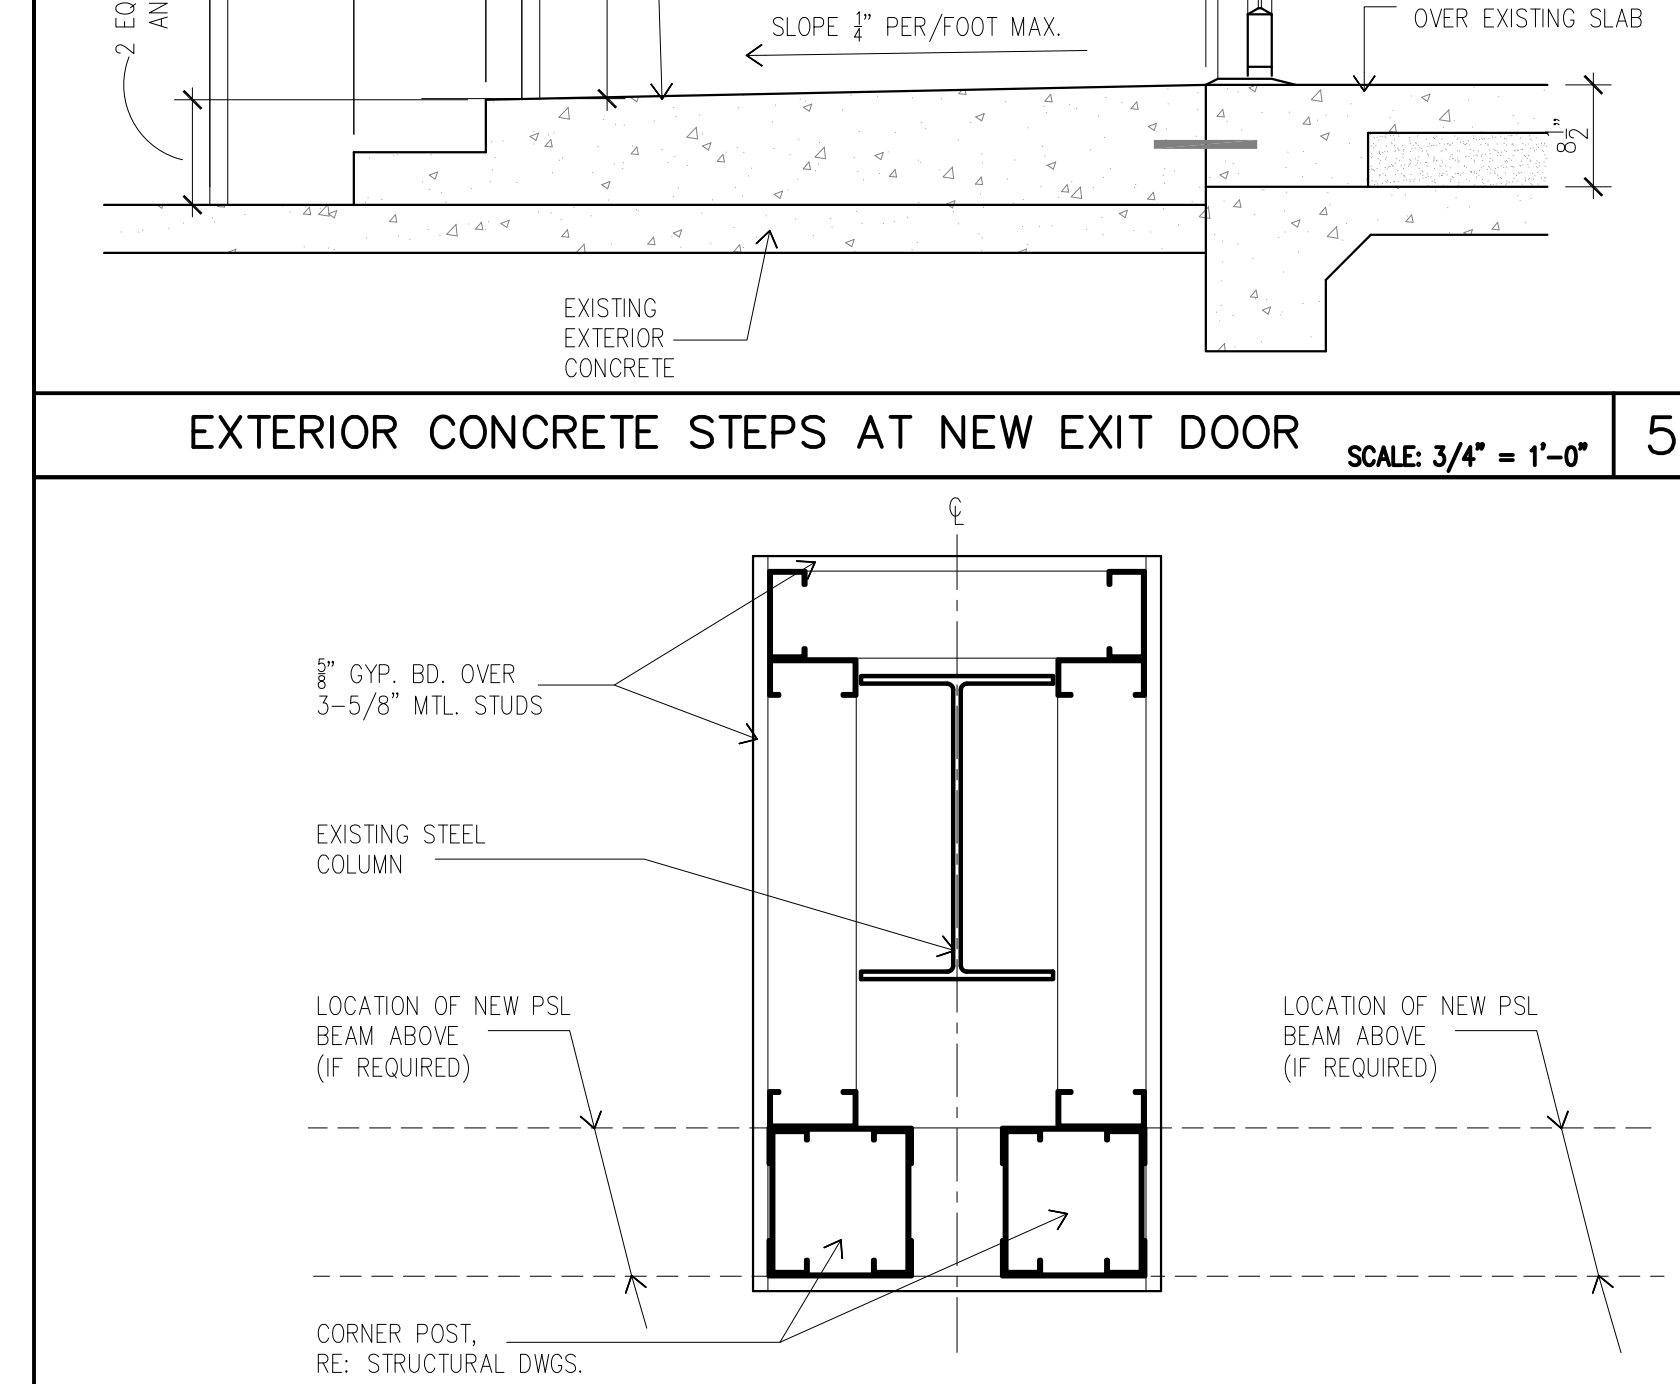 2 EQ
AN
SLOPE 1/4" PER/FOOT MAX.
OVER EXISTING SLAB
8 1/2"
EXISTING
EXTERIOR
CONCRETE
EXTERIOR CONCRETE STEPS AT NEW EXIT DOOR
SCALE: 3/4" = 1'-0"
5
℄
5/8" GYP. BD. OVER
3-5/8" MTL. STUDS
EXISTING STEEL
COLUMN
LOCATION OF NEW PSL
BEAM ABOVE
(IF REQUIRED)
LOCATION OF NEW PSL
BEAM ABOVE
(IF REQUIRED)
CORNER POST,
RE: STRUCTURAL DWGS.